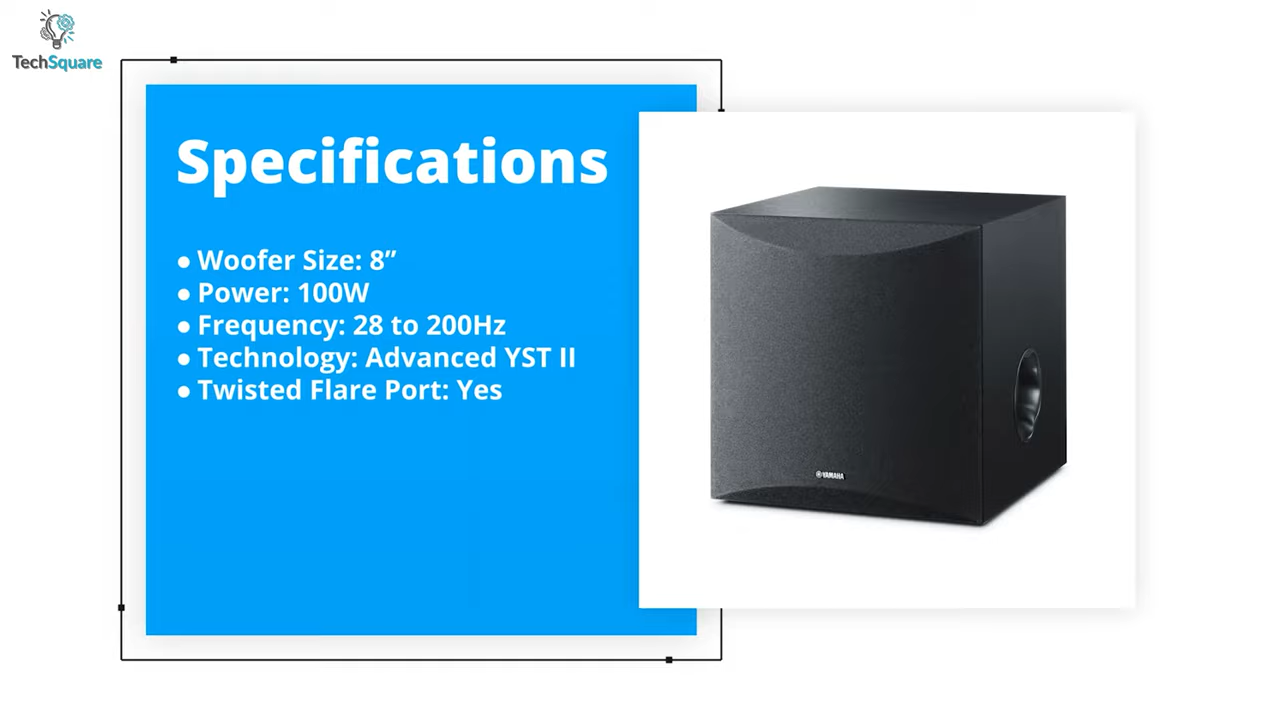 TechSquare
Specifications
● Woofer Size: 8”
● Power: 100W
● Frequency: 28 to 200Hz
● Technology: Advanced YST II
● Twisted Flare Port: Yes
YAMAHA